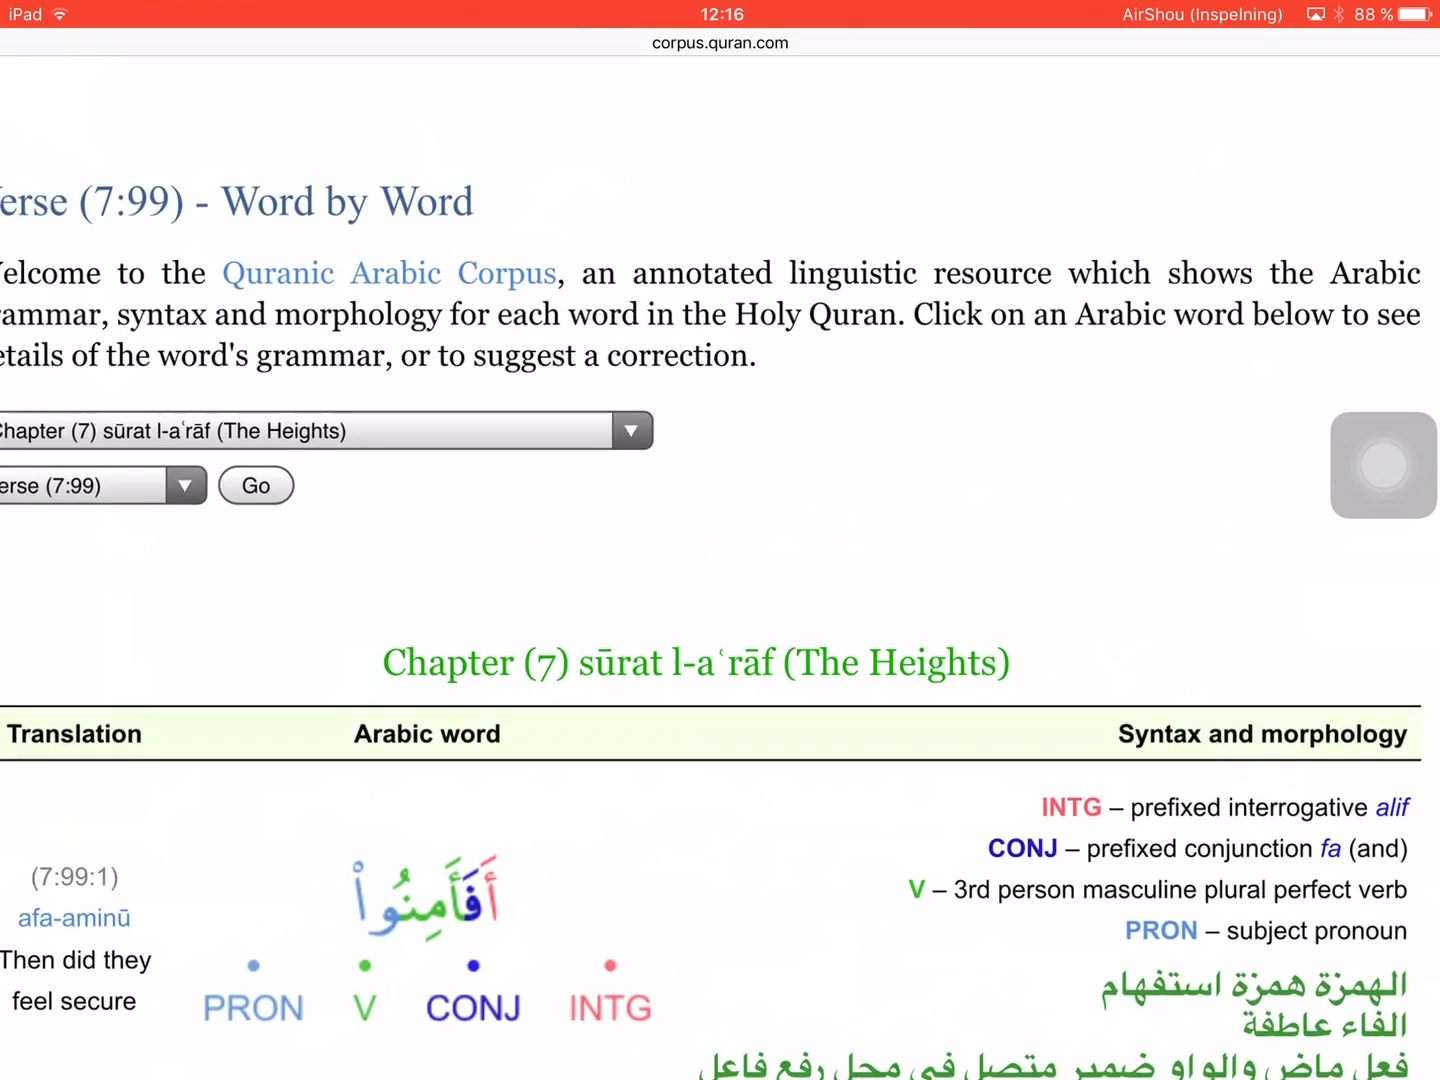 iPad 12:16 AirShou (Inspelning) 88 %
corpus.quran.com
erse (7:99) - Word by Word
elcome to the Quranic Arabic Corpus, an annotated linguistic resource which shows the Arabic
ammar, syntax and morphology for each word in the Holy Quran. Click on an Arabic word below to see
etails of the word's grammar, or to suggest a correction.
Chapter (7) sūrat l-aʿrāf (The Heights)
erse (7:99) Go
Chapter (7) sūrat l-aʿrāf (The Heights)
Translation Arabic word Syntax and morphology
(7:99:1)
afa-aminū
Then did they
feel secure
أَفَأَمِنُوا۟
PRON V CONJ INTG
INTG – prefixed interrogative alif
CONJ – prefixed conjunction fa (and)
V – 3rd person masculine plural perfect verb
PRON – subject pronoun
الهمزة همزة استفهام
الفاء عاطفة
فعل ماض والواو ضمير متصل في محل رفع فاعل